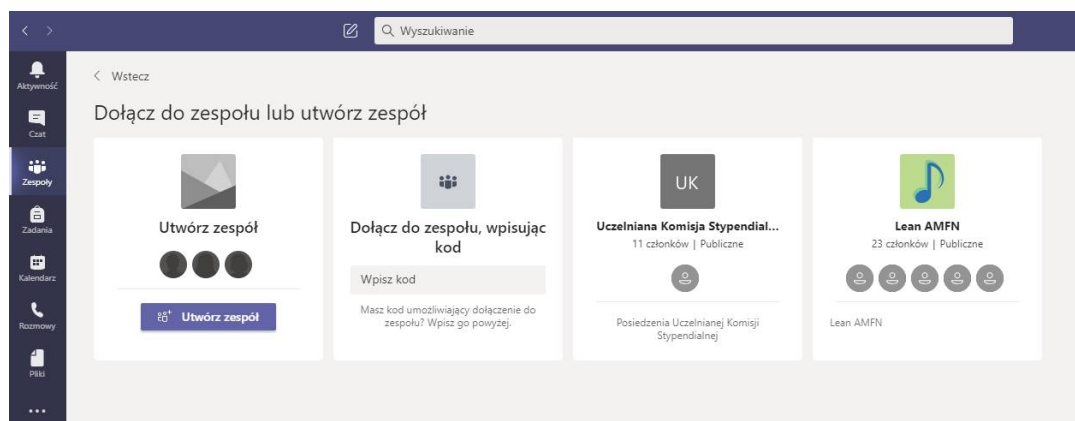 Wyszukiwanie
Aktywność
Czat
Zespoły
Zadania
Kalendarz
Rozmowy
Pliki
Wstecz
Dołącz do zespołu lub utwórz zespół
Utwórz zespół
Utwórz zespół
Dołącz do zespołu, wpisując
kod
Wpisz kod
Masz kod umożliwiający dołączenie do
zespołu? Wpisz go powyżej.
UK
Uczelniana Komisja Stypendial...
11 członków | Publiczne
Posiedzenia Uczelnianej Komisji
Stypendialnej
Lean AMFN
23 członków | Publiczne
Lean AMFN